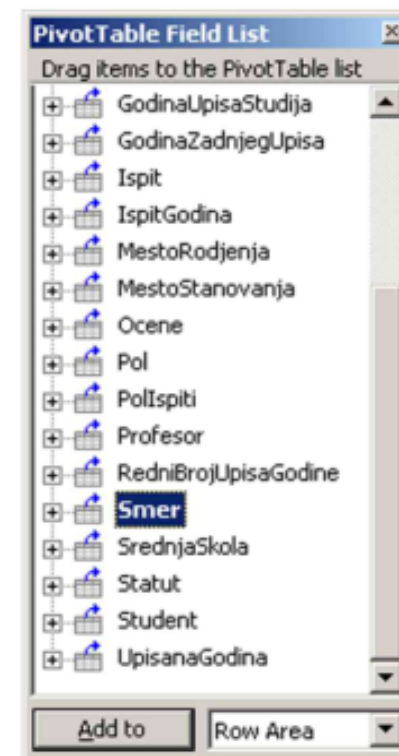 PivotTable Field List
Drag items to the PivotTable list
GodinaUpisaStudija
GodinaZadnjegUpisa
Ispit
IspitGodina
MestoRodjenja
MestoStanovanja
Ocene
Pol
PolIspiti
Profesor
RedniBrojUpisaGodine
Smer
SrednjaSkola
Statut
Student
UpisanaGodina
Add to Row Area